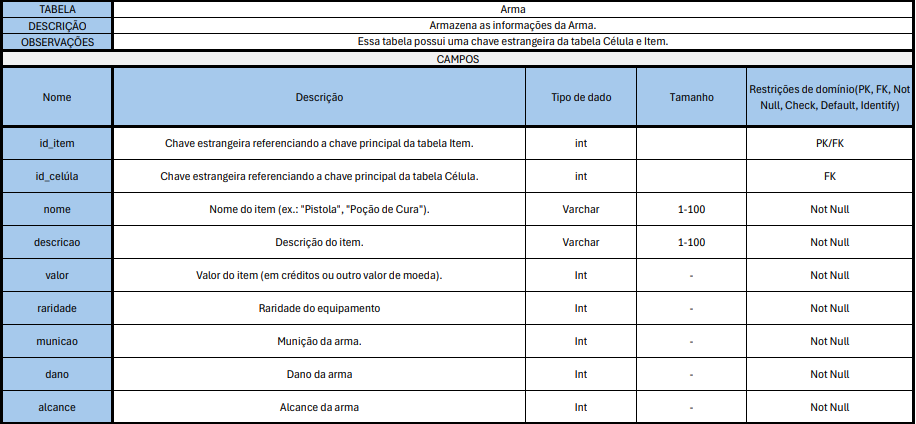 TABELA Arma
DESCRIÇÃO Armazena as informações da Arma.
OBSERVAÇÕES Essa tabela possui uma chave estrangeira da tabela Célula e Item.
CAMPOS
Nome Descrição Tipo de dado Tamanho Restrições de domínio(PK, FK, Not
Null, Check, Default, Identify)
id_item Chave estrangeira referenciando a chave principal da tabela Item. int PK/FK
id_celúla Chave estrangeira referenciando a chave principal da tabela Célula. int FK
nome Nome do item (ex.: "Pistola", "Poção de Cura"). Varchar 1-100 Not Null
descricao Descrição do item. Varchar 1-100 Not Null
valor Valor do item (em créditos ou outro valor de moeda). Int - Not Null
raridade Raridade do equipamento Int - Not Null
municao Munição da arma. Int - Not Null
dano Dano da arma Int - Not Null
alcance Alcance da arma Int - Not Null